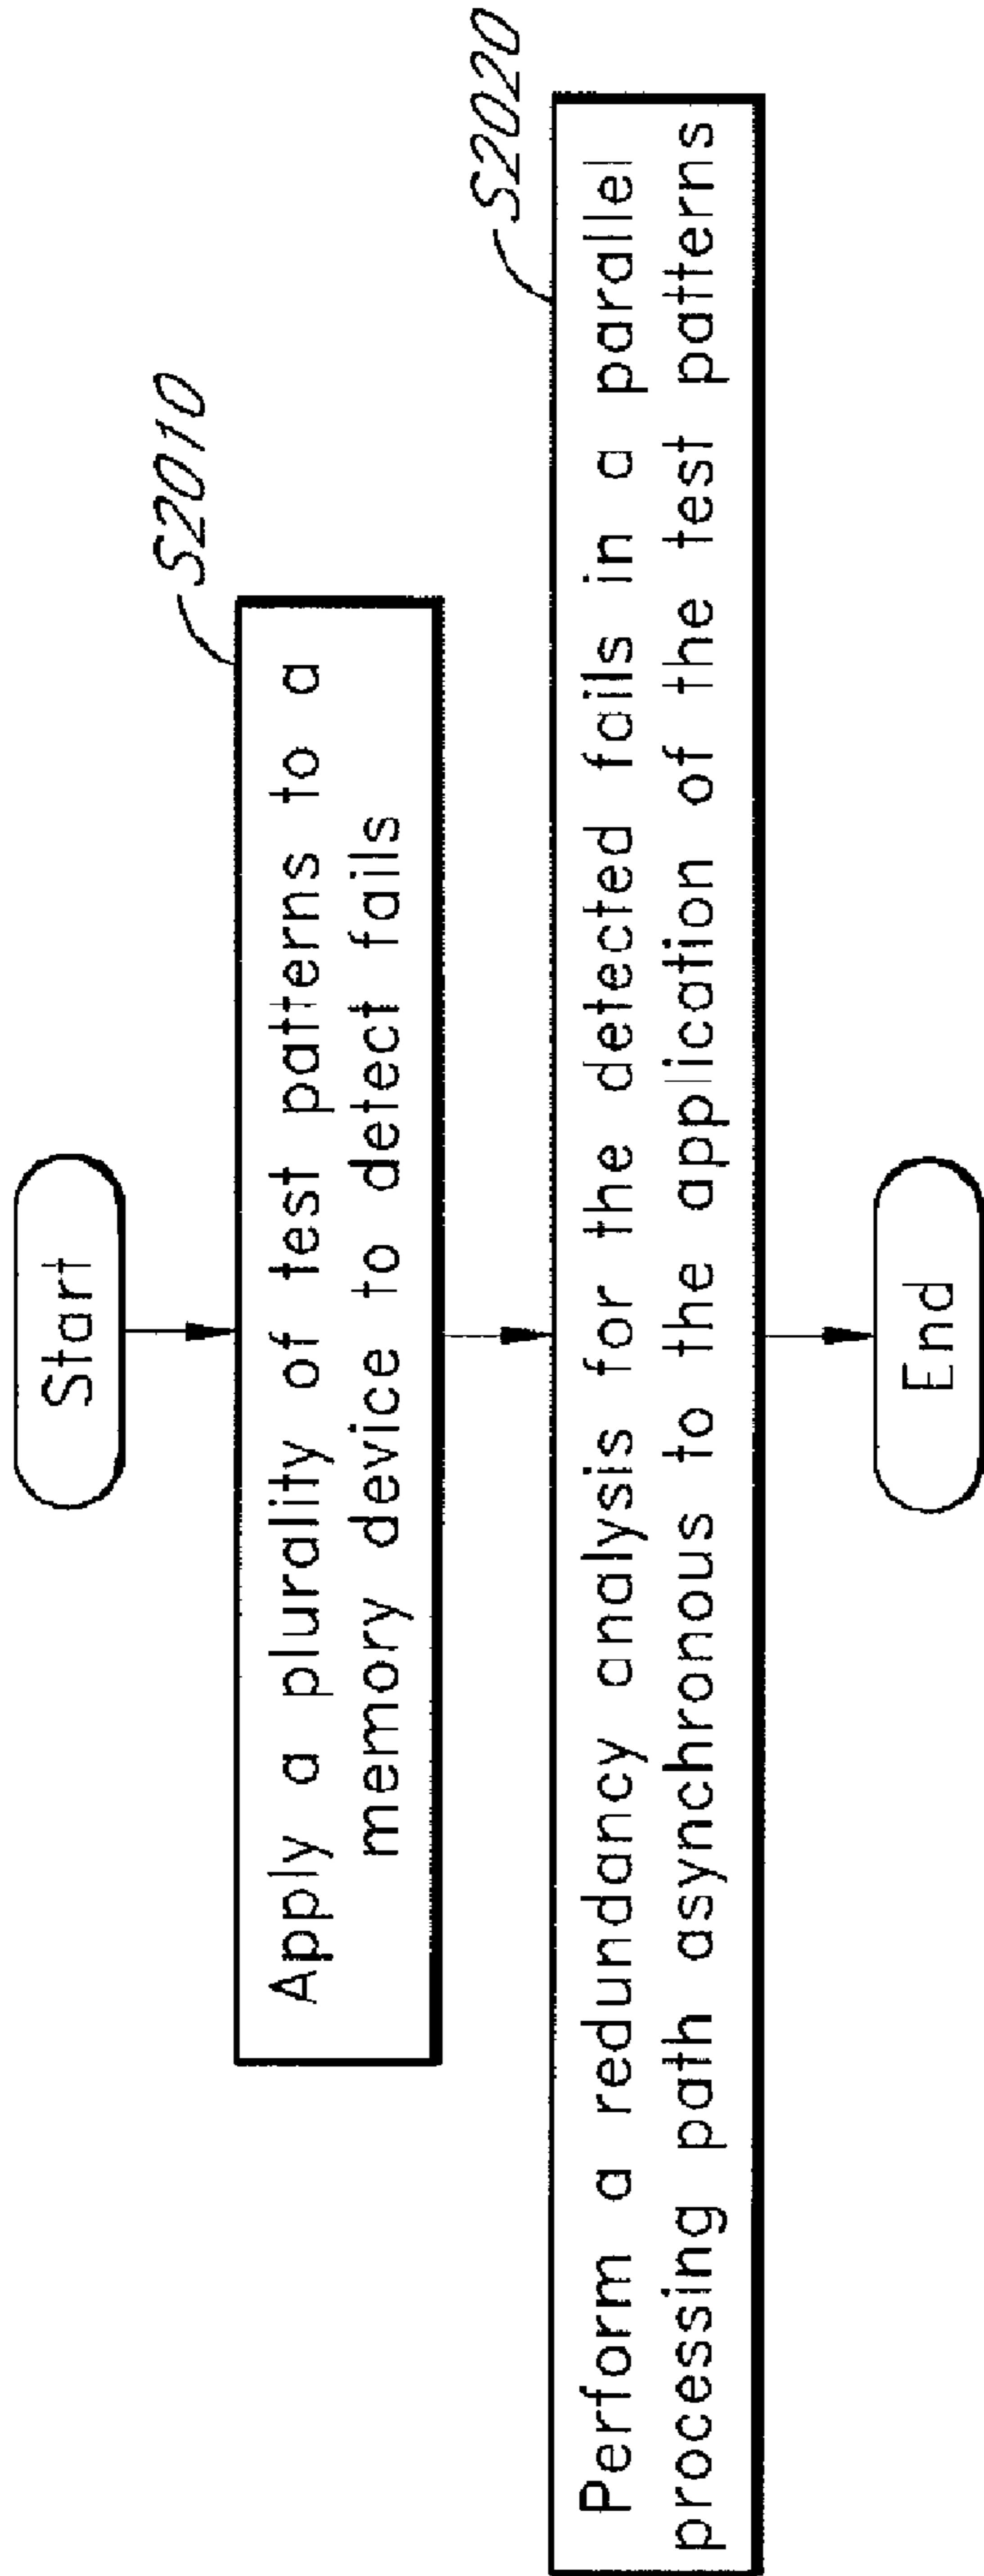 Start
S2010
Apply a plurality of test patterns to a
memory device to detect fails
S2020
Perform a redundancy analysis for the detected fails in a parallel
processing path asynchronous to the application of the test patterns
End